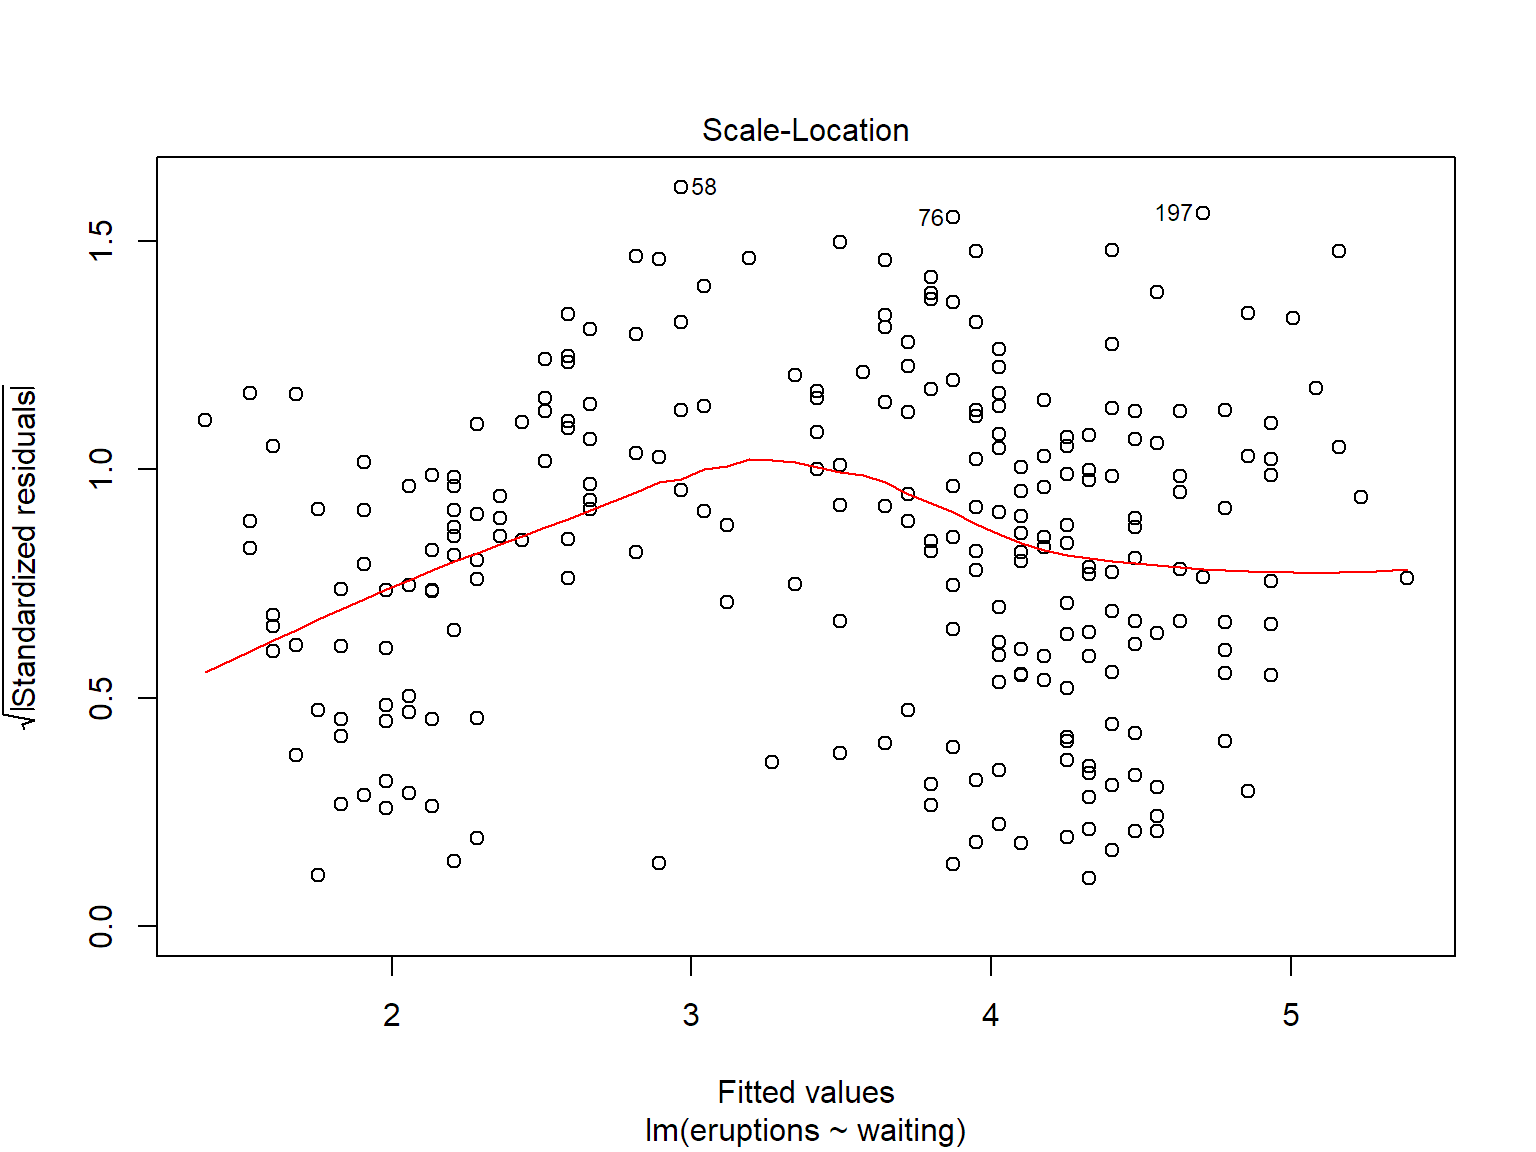 Scale-Location
58
76
197
√|Standardized residuals|
1.5
1.0
0.5
0.0
2 3 4 5
Fitted values
lm(eruptions ~ waiting)